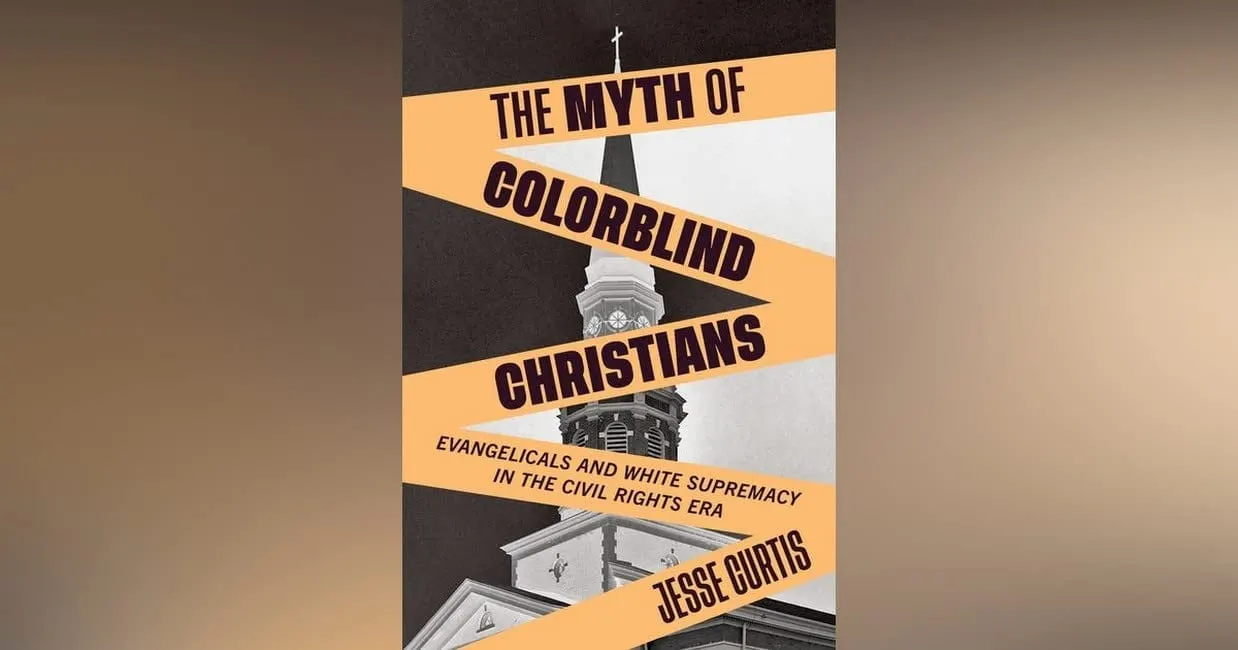 THE MYTH OF
COLORBLIND
CHRISTIANS
EVANGELICALS AND WHITE SUPREMACY
IN THE CIVIL RIGHTS ERA
JESSE CURTIS